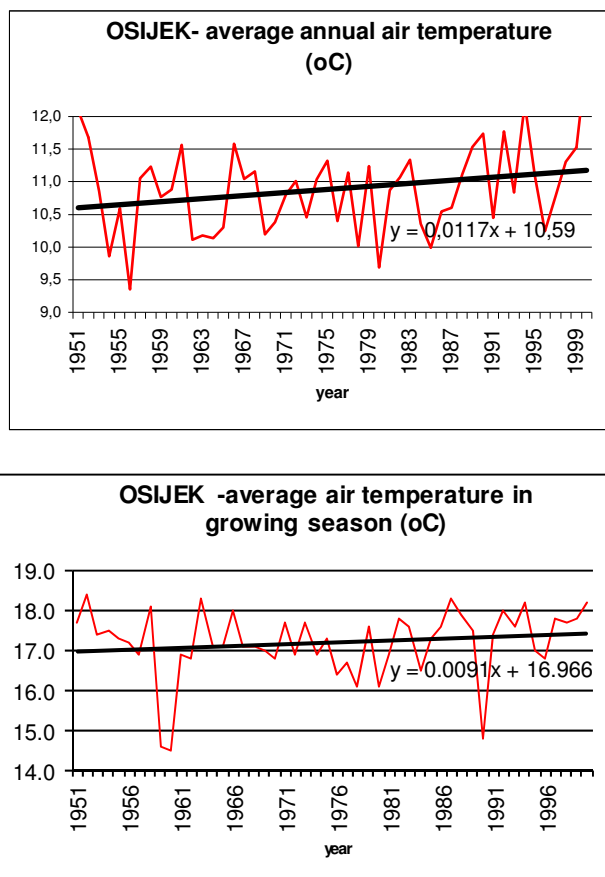 OSIJEK- average annual air temperature
(oC)
12,0
11,5
11,0
10,5
10,0
9,5
9,0
y = 0,0117x + 10,59
1951 1955 1959 1963 1967 1971 1975 1979 1983 1987 1991 1995 1999
year
OSIJEK -average air temperature in
growing season (oC)
19.0
18.0
17.0
16.0
15.0
14.0
y = 0.0091x + 16.966
1951 1956 1961 1966 1971 1976 1981 1986 1991 1996
year